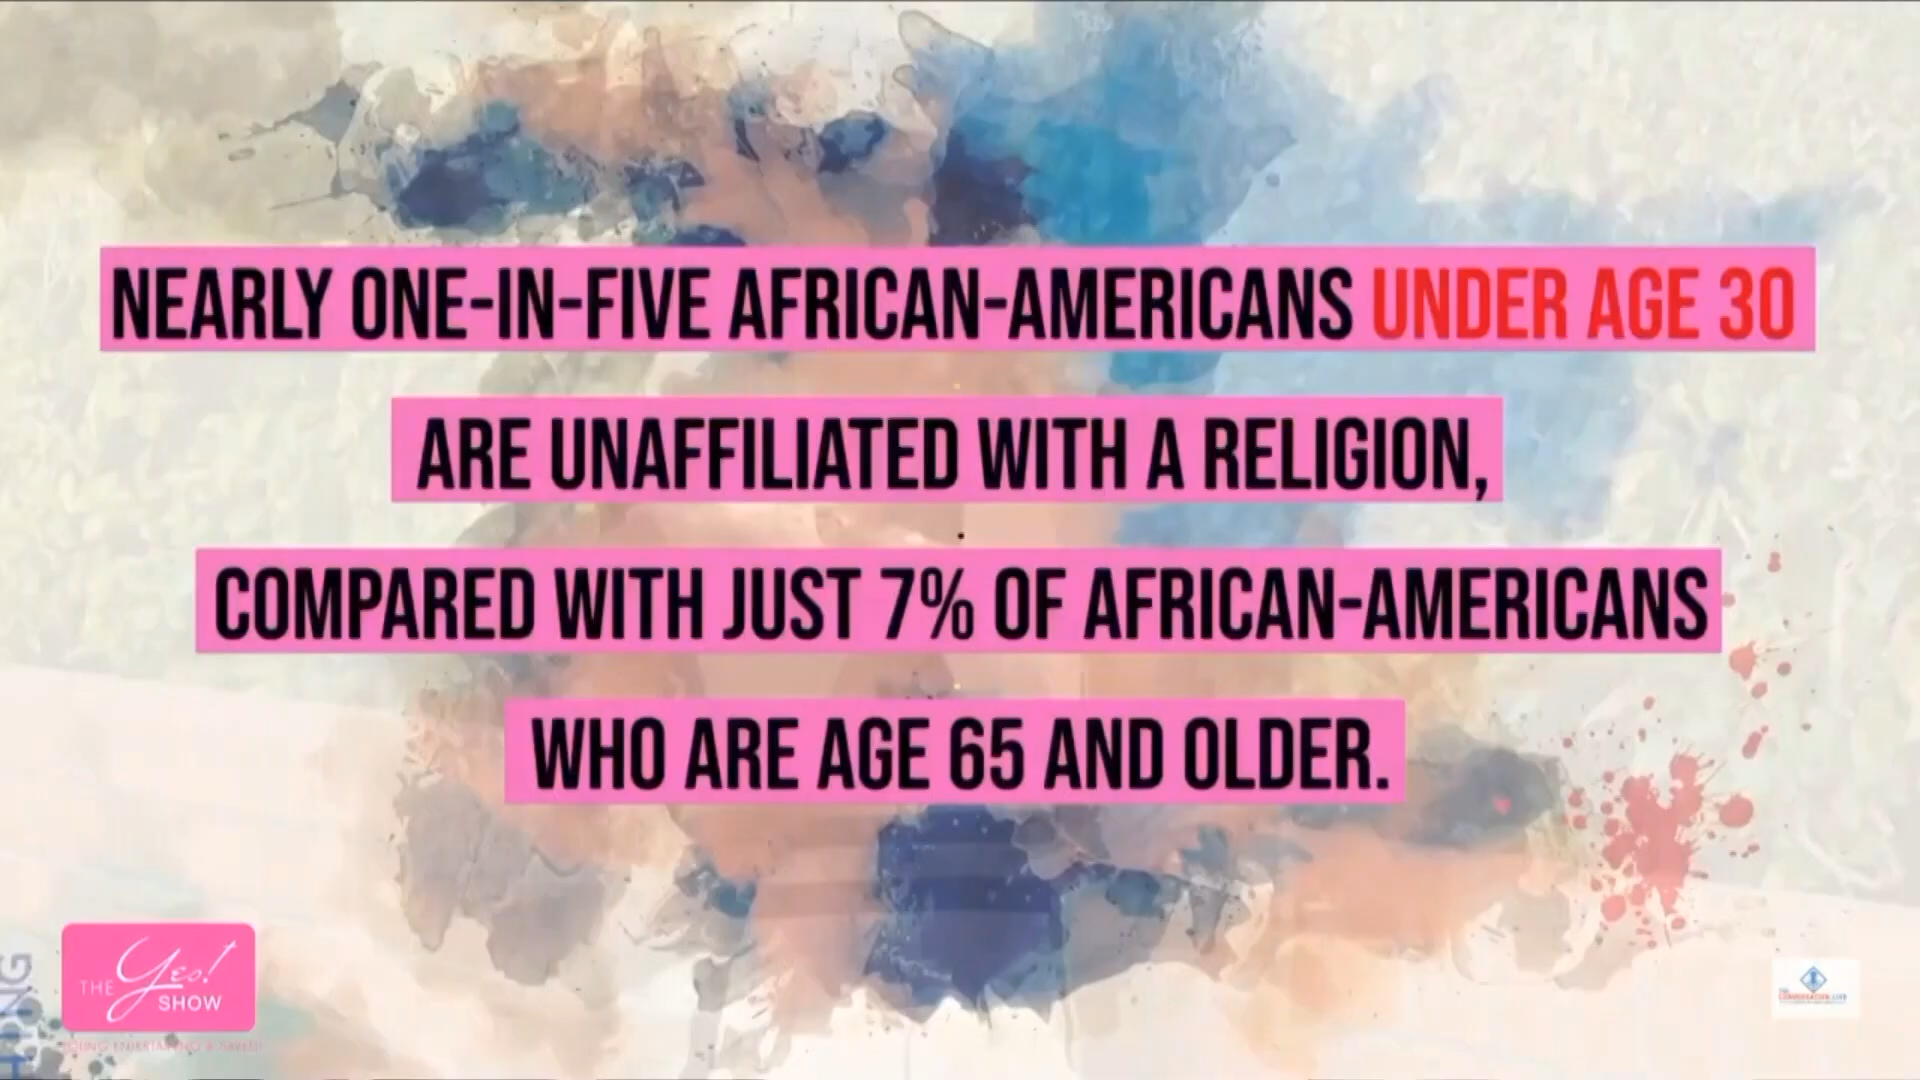 NEARLY ONE-IN-FIVE AFRICAN-AMERICANS UNDER AGE 30
ARE UNAFFILIATED WITH A RELIGION,
COMPARED WITH JUST 7% OF AFRICAN-AMERICANS
WHO ARE AGE 65 AND OLDER.
THE Yes! SHOW